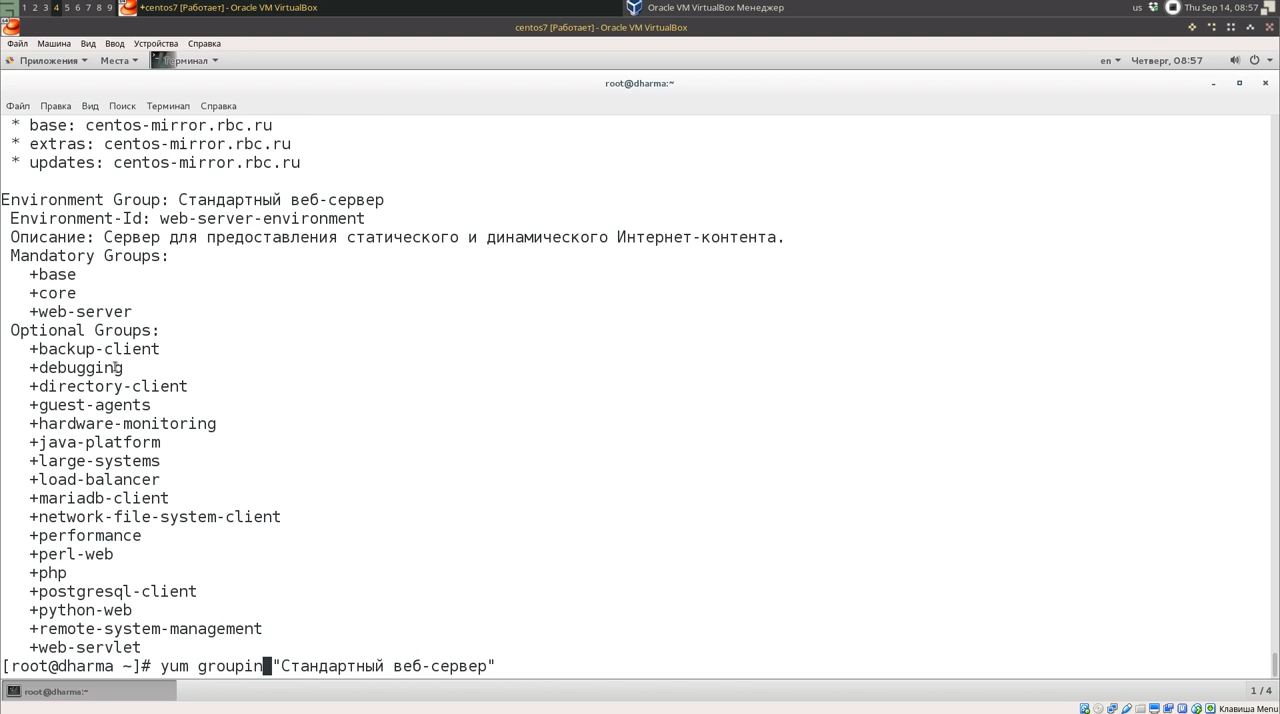 1 2 3 4 5 6 7 8 9
*centos7 [Работает] - Oracle VM VirtualBox
Oracle VM VirtualBox Менеджер
us
Thu Sep 14, 08:57
centos7 [Работает] - Oracle VM VirtualBox
Файл Машина Вид Ввод Устройства Справка
Приложения Места Терминал
en Четверг, 08:57
root@dharma:~
Файл Правка Вид Поиск Терминал Справка
* base: centos-mirror.rbc.ru
* extras: centos-mirror.rbc.ru
* updates: centos-mirror.rbc.ru
Environment Group: Стандартный веб-сервер
Environment-Id: web-server-environment
Описание: Сервер для предоставления статического и динамического Интернет-контента.
Mandatory Groups:
+base
+core
+web-server
Optional Groups:
+backup-client
+debugging
+directory-client
+guest-agents
+hardware-monitoring
+java-platform
+large-systems
+load-balancer
+mariadb-client
+network-file-system-client
+performance
+perl-web
+php
+postgresql-client
+python-web
+remote-system-management
+web-servlet
[root@dharma ~]# yum groupin "Стандартный веб-сервер"
root@dharma:~
1 / 4
Клавиша Menu